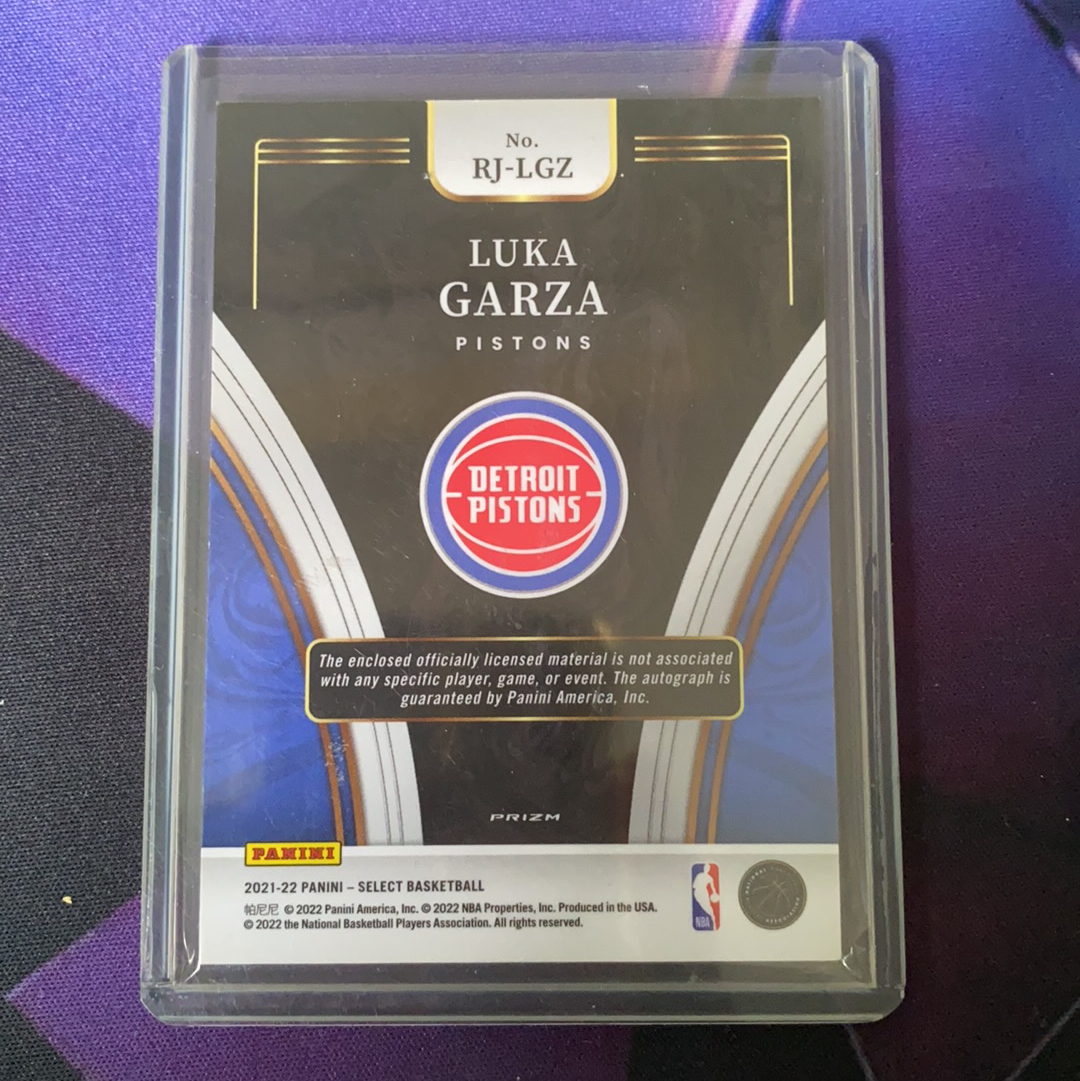 No.
RJ-LGZ
LUKA
GARZA
PISTONS
DETROIT
PISTONS
The enclosed officially licensed material is not associated
with any specific player, game, or event. The autograph is
guaranteed by Panini America, Inc.
PRIZM
PANINI
2021-22 PANINI – SELECT BASKETBALL
帕尼尼 © 2022 Panini America, Inc. © 2022 NBA Properties, Inc. Produced in the USA.
© 2022 the National Basketball Players Association. All rights reserved.
NBA